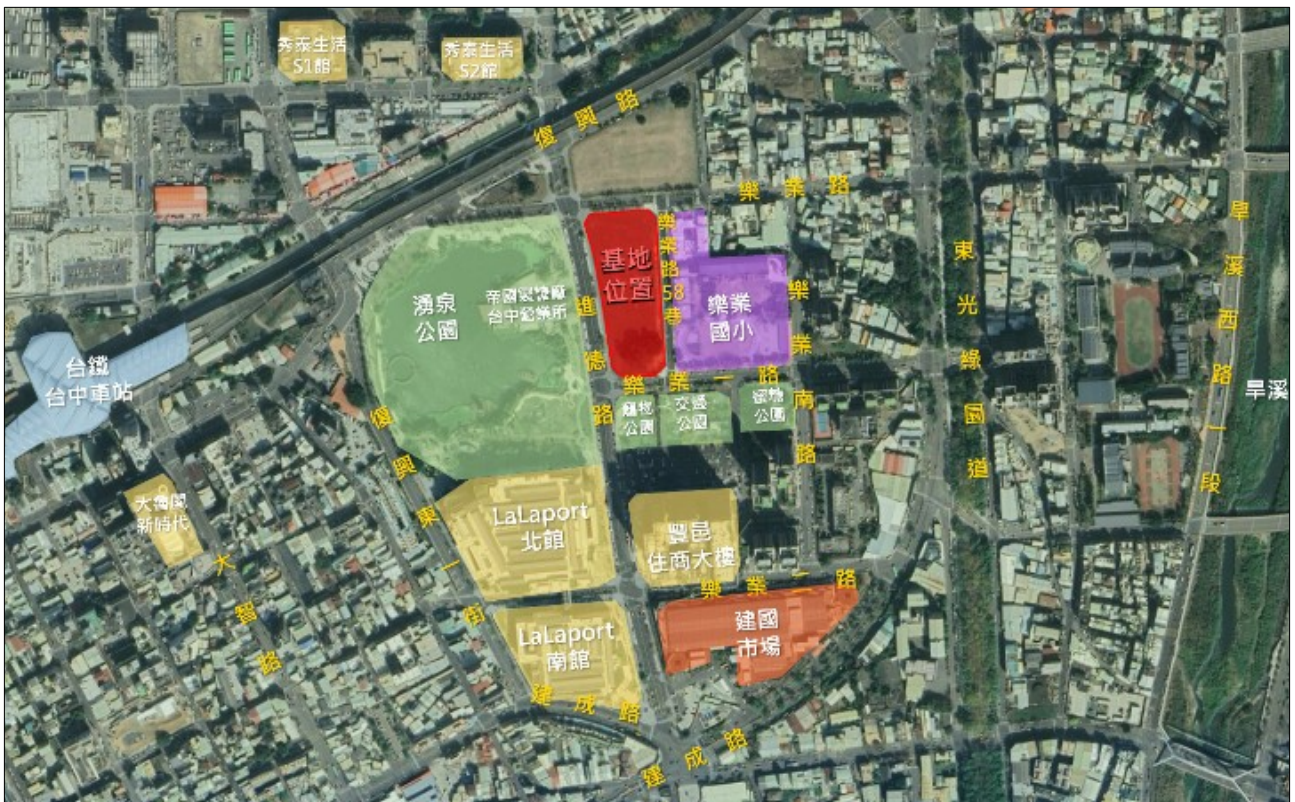 秀泰生活
S1館
秀泰生活
S2館
復興路
樂業路
樂業路58巷
基地
位置
湧泉
公園
帝國製糖廠
台中營業所
進德路
樂業
國小
樂業南路
東光綠園道
旱溪西路一段
旱溪
台鐵
台中車站
樂業一路
寵物
公園
交通
公園
寵物
公園
復興東一街
大魯閣
新時代
大智路
LaLaport
北館
豐邑
住商大樓
樂業二路
LaLaport
南館
建國
市場
建成路
建成路